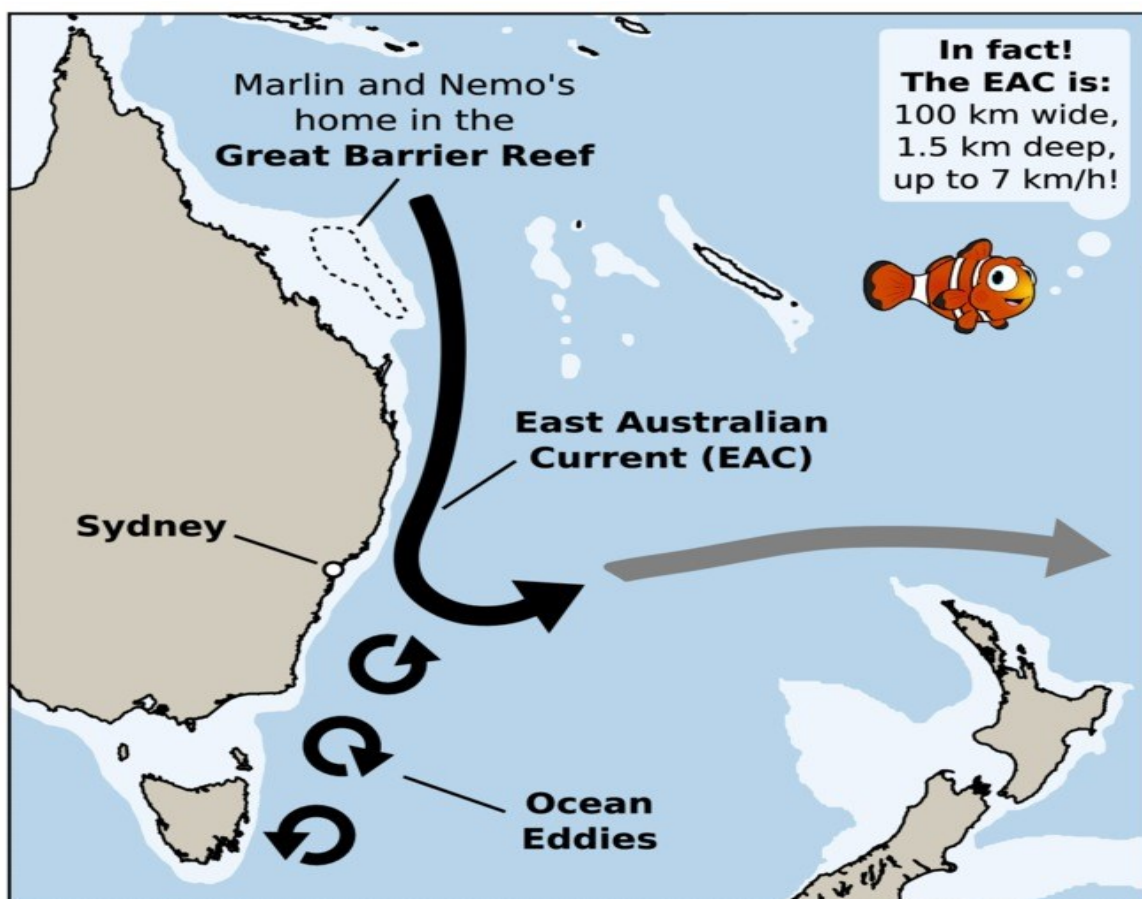 Marlin and Nemo's
home in the
Great Barrier Reef
In fact!
The EAC is:
100 km wide,
1.5 km deep,
up to 7 km/h!
East Australian
Current (EAC)
Sydney
Ocean
Eddies